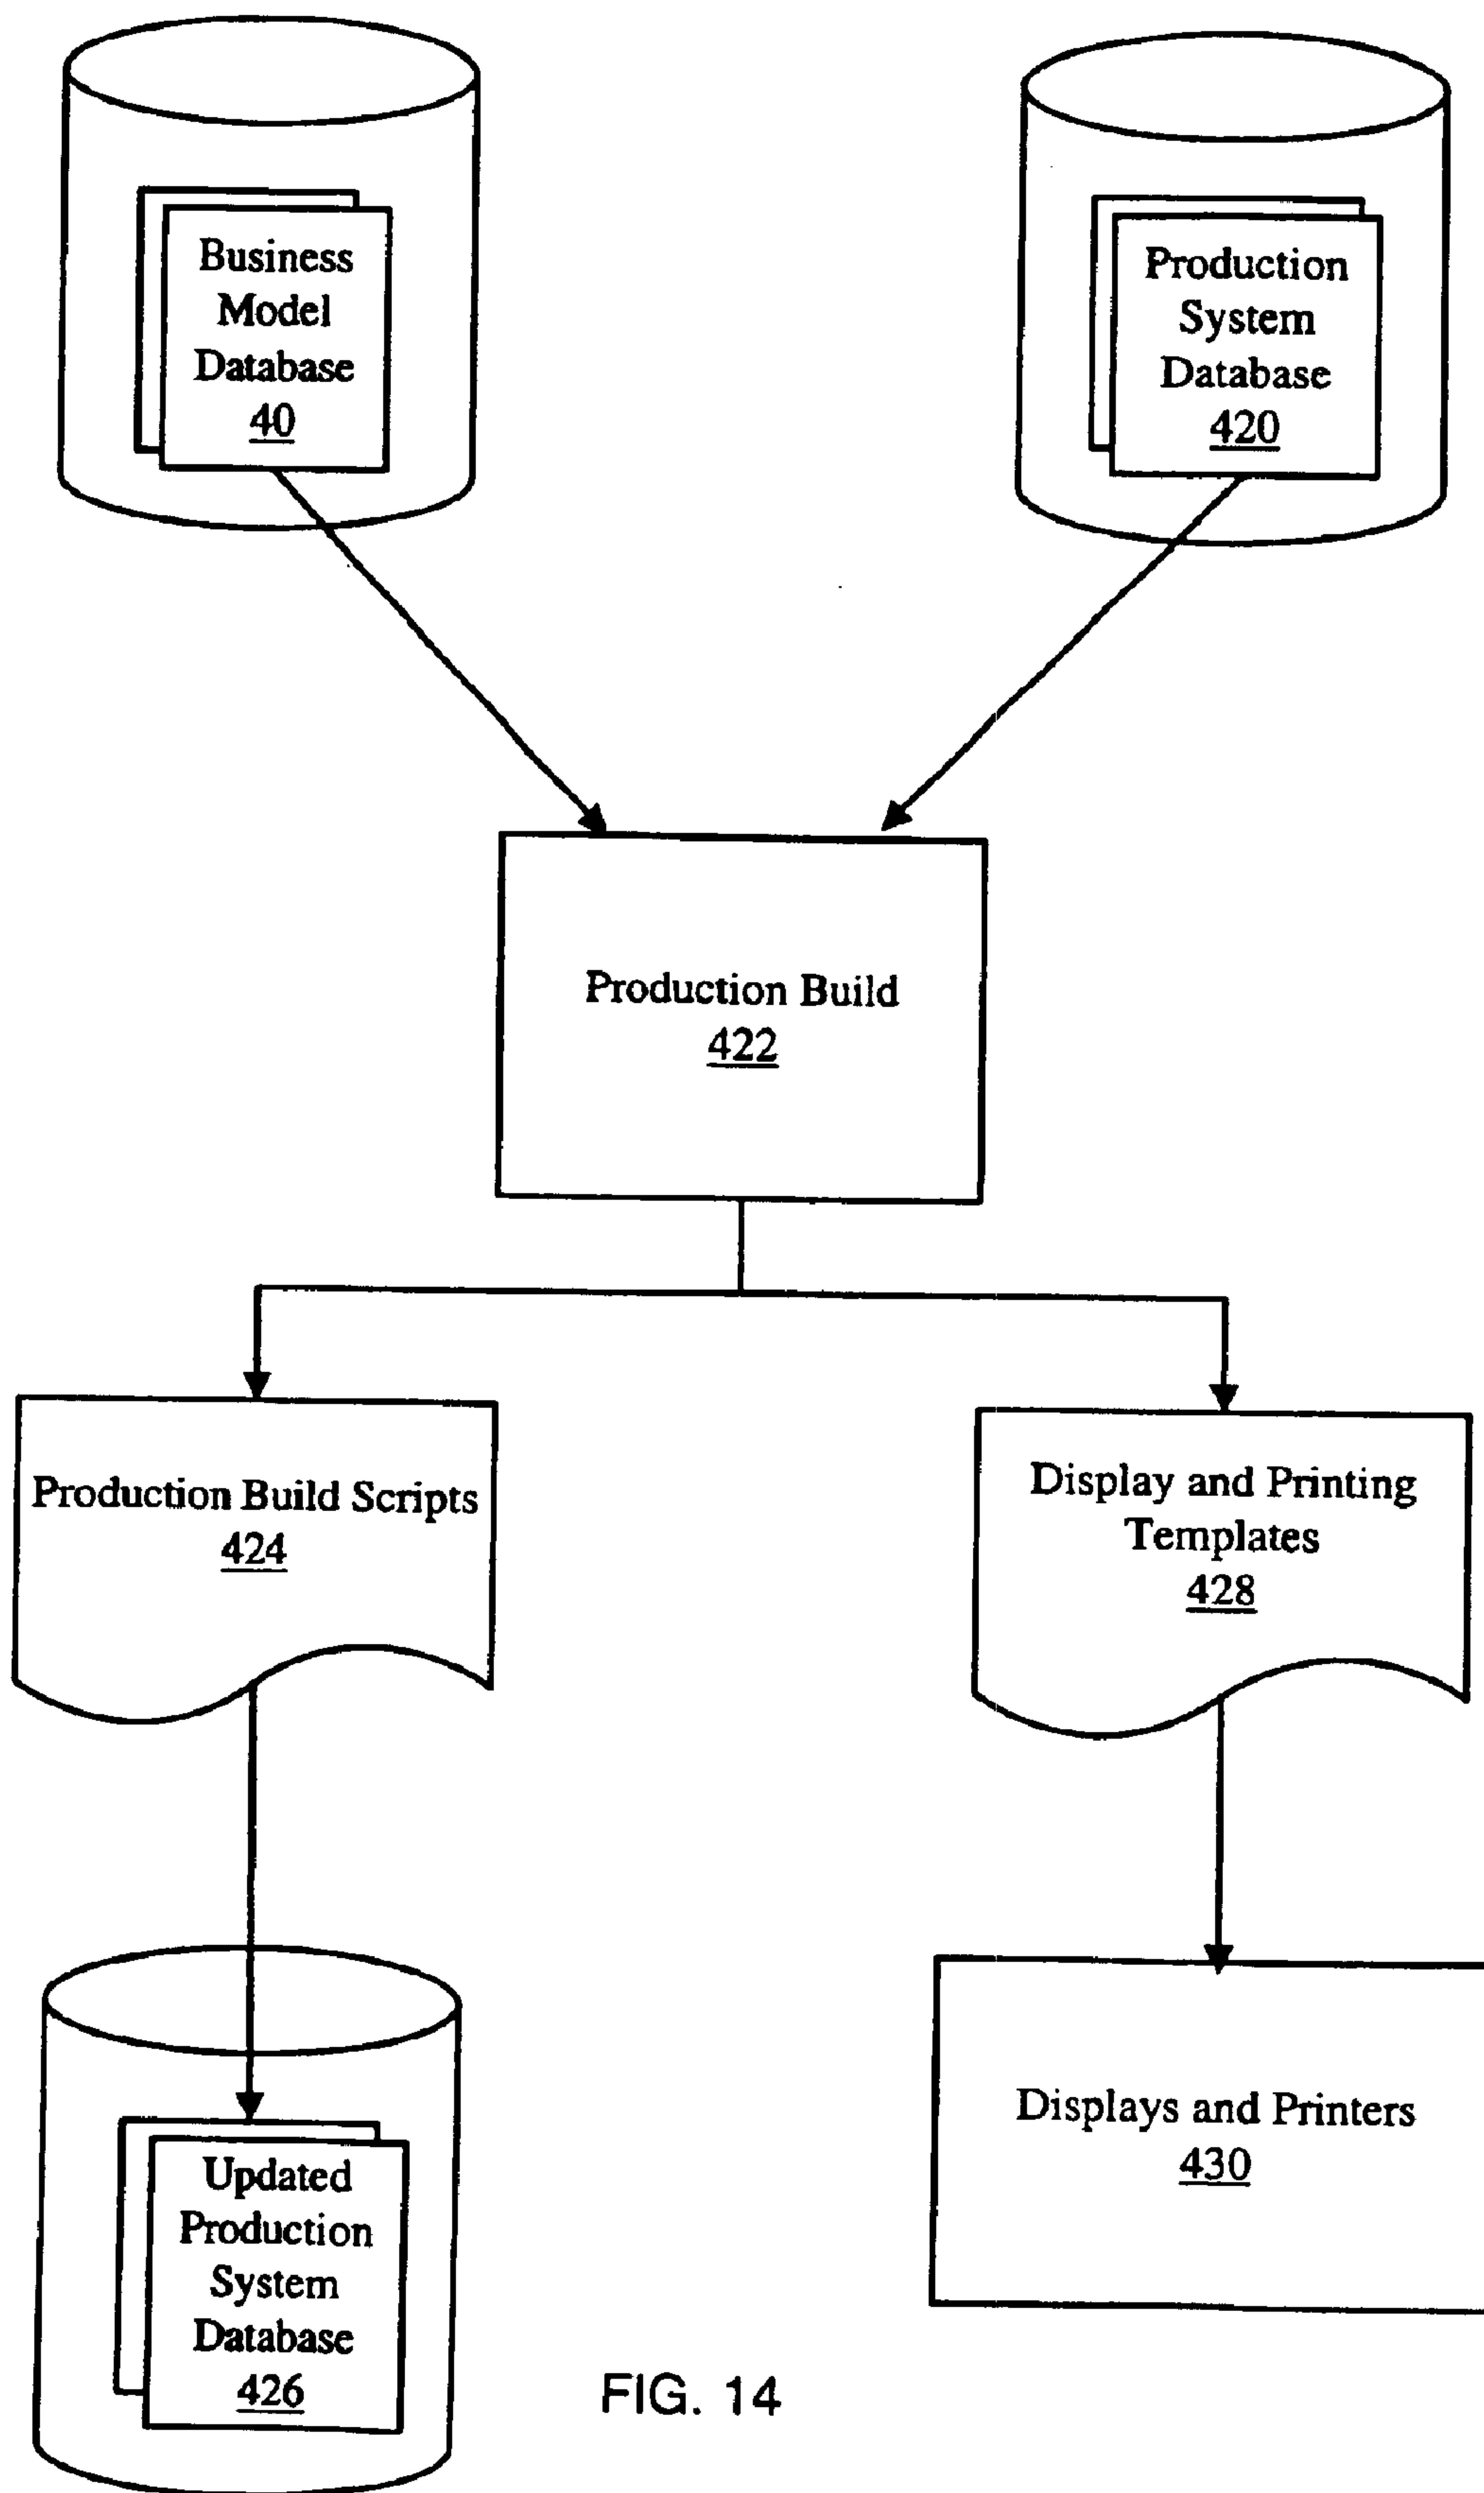 Business
Model
Database
40
Production
System
Database
420
Production Build
422
Production Build Scripts
424
Display and Printing
Templates
428
Updated
Production
System
Database
426
Displays and Printers
430
FIG. 14